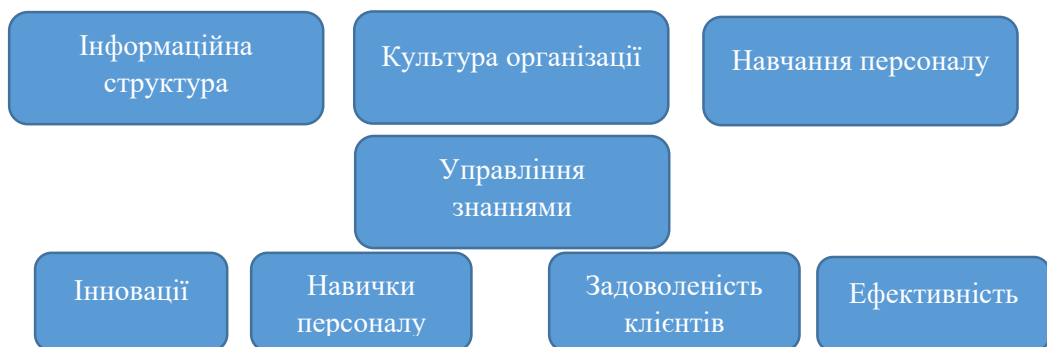 Інформаційна
структура
Культура організації
Навчання персоналу
Управління
знаннями
Інновації
Навички
персоналу
Задоволеність
клієнтів
Ефективність